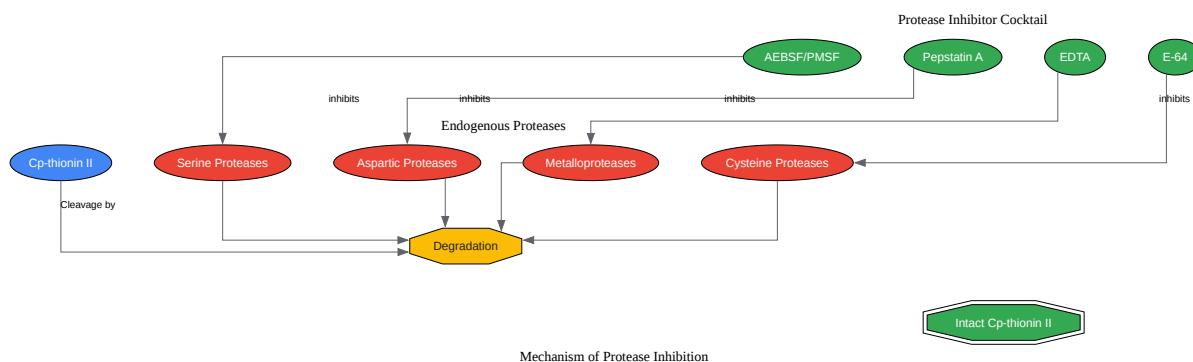 Protease Inhibitor Cocktail
AEBSF/PMSF
Pepstatin A
EDTA
E-64
inhibits
inhibits
inhibits
inhibits
Endogenous Proteases
Cp-thionin II
Serine Proteases
Aspartic Proteases
Metalloproteases
Cysteine Proteases
Cleavage by
Degradation
Intact Cp-thionin II
Mechanism of Protease Inhibition